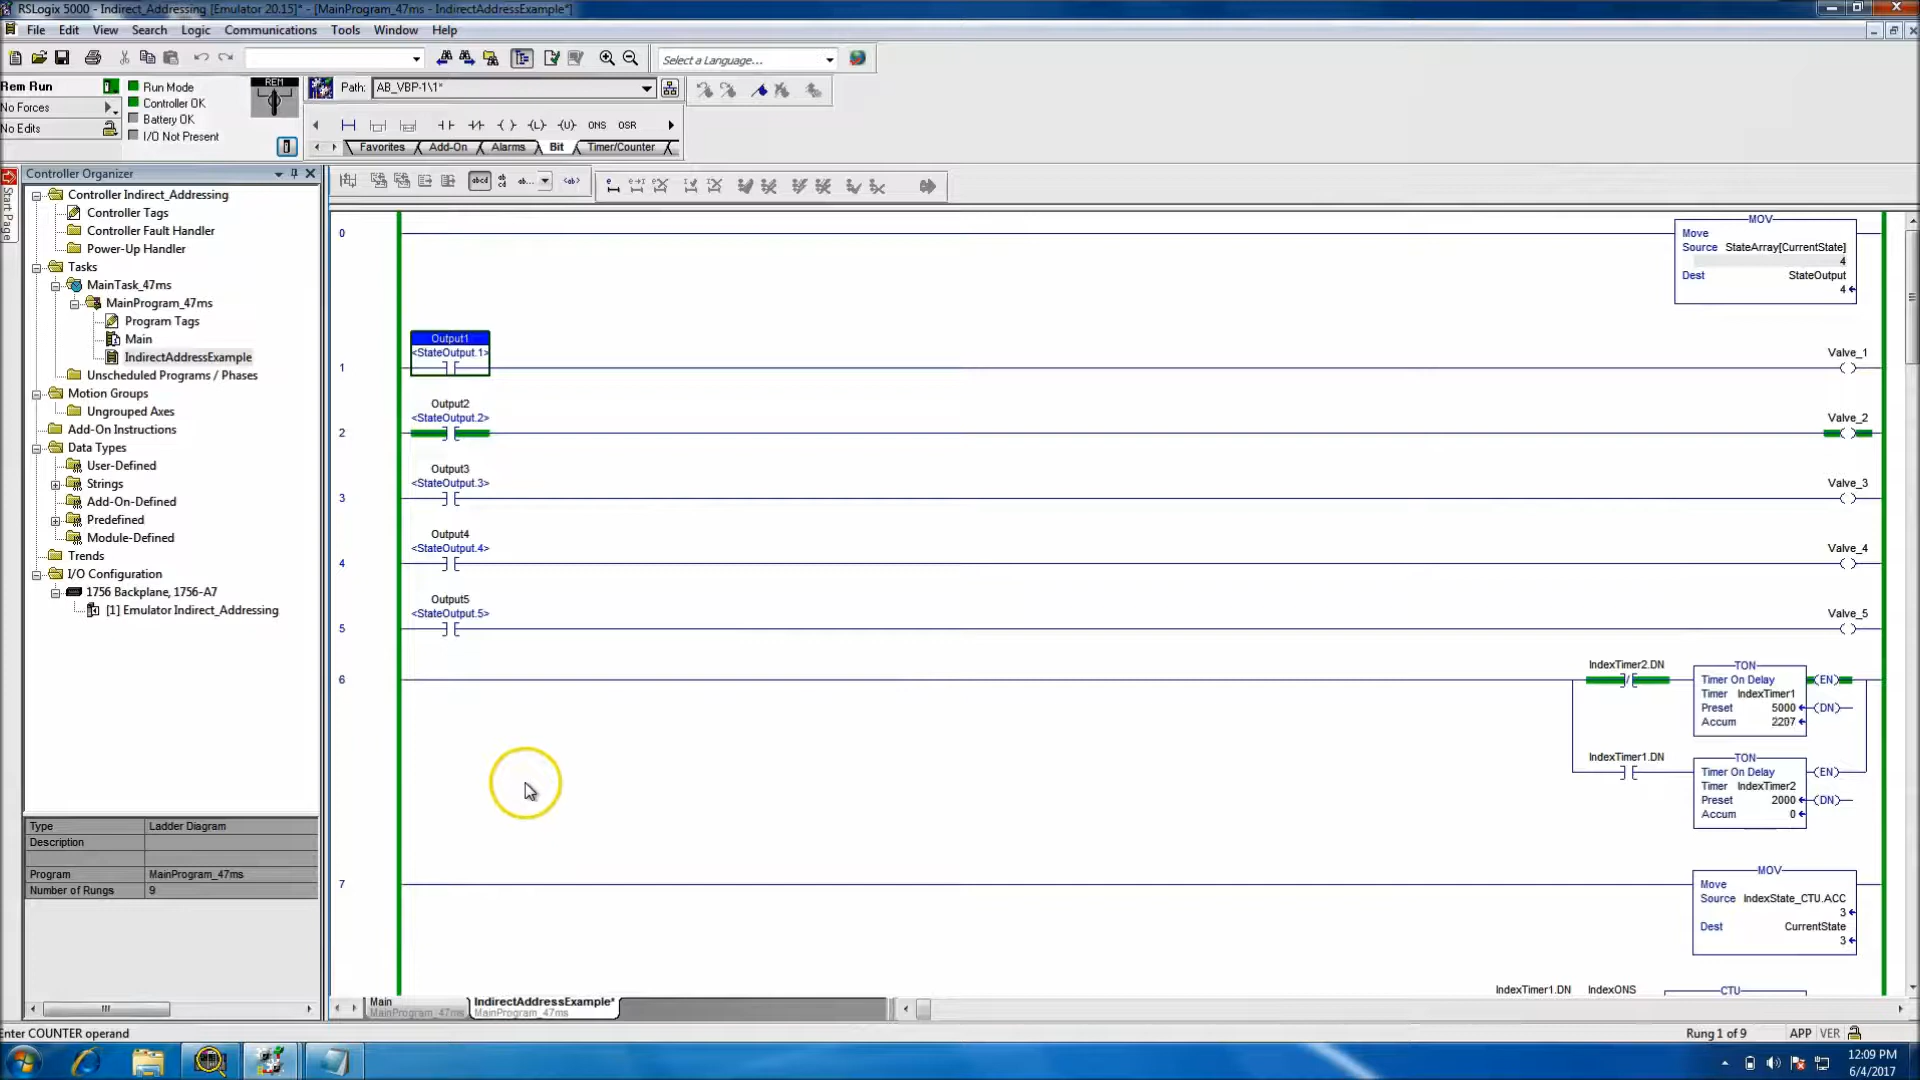 RSLogix 5000 - Indirect_Addressing [Emulator 20.15]* - [MainProgram_47ms - IndirectAddressExample*]
File Edit View Search Logic Communications Tools Window Help
Select a Language...
Rem Run
No Forces
No Edits
Run Mode
Controller OK
Battery OK
I/O Not Present
REM
Path: AB_VBP-1\1*
(L) (U) ONS OSR
Favorites Add-On Alarms Bit Timer/Counter
Start Page
Controller Organizer
Controller Indirect_Addressing
Controller Tags
Controller Fault Handler
Power-Up Handler
Tasks
MainTask_47ms
MainProgram_47ms
Program Tags
Main
IndirectAddressExample
Unscheduled Programs / Phases
Motion Groups
Ungrouped Axes
Add-On Instructions
Data Types
User-Defined
Strings
Add-On-Defined
Predefined
Module-Defined
Trends
I/O Configuration
1756 Backplane, 1756-A7
[1] Emulator Indirect_Addressing
Type Ladder Diagram
Description
Program MainProgram_47ms
Number of Rungs 9
0
MOV
Move
Source StateArray[CurrentState]
4
Dest StateOutput
4
1
Output1
<StateOutput.1>
Valve_1
2
Output2
<StateOutput.2>
Valve_2
3
Output3
<StateOutput.3>
Valve_3
4
Output4
<StateOutput.4>
Valve_4
5
Output5
<StateOutput.5>
Valve_5
6
IndexTimer2.DN
TON
Timer On Delay
Timer IndexTimer1
Preset 5000
Accum 2207
(EN)
(DN)
IndexTimer1.DN
TON
Timer On Delay
Timer IndexTimer2
Preset 2000
Accum 0
(EN)
(DN)
7
MOV
Move
Source IndexState_CTU.ACC
3
Dest CurrentState
3
IndexTimer1.DN IndexONS CTU
Main
MainProgram_47ms
IndirectAddressExample*
MainProgram_47ms
Enter COUNTER operand
Rung 1 of 9 APP VER
12:09 PM
6/4/2017